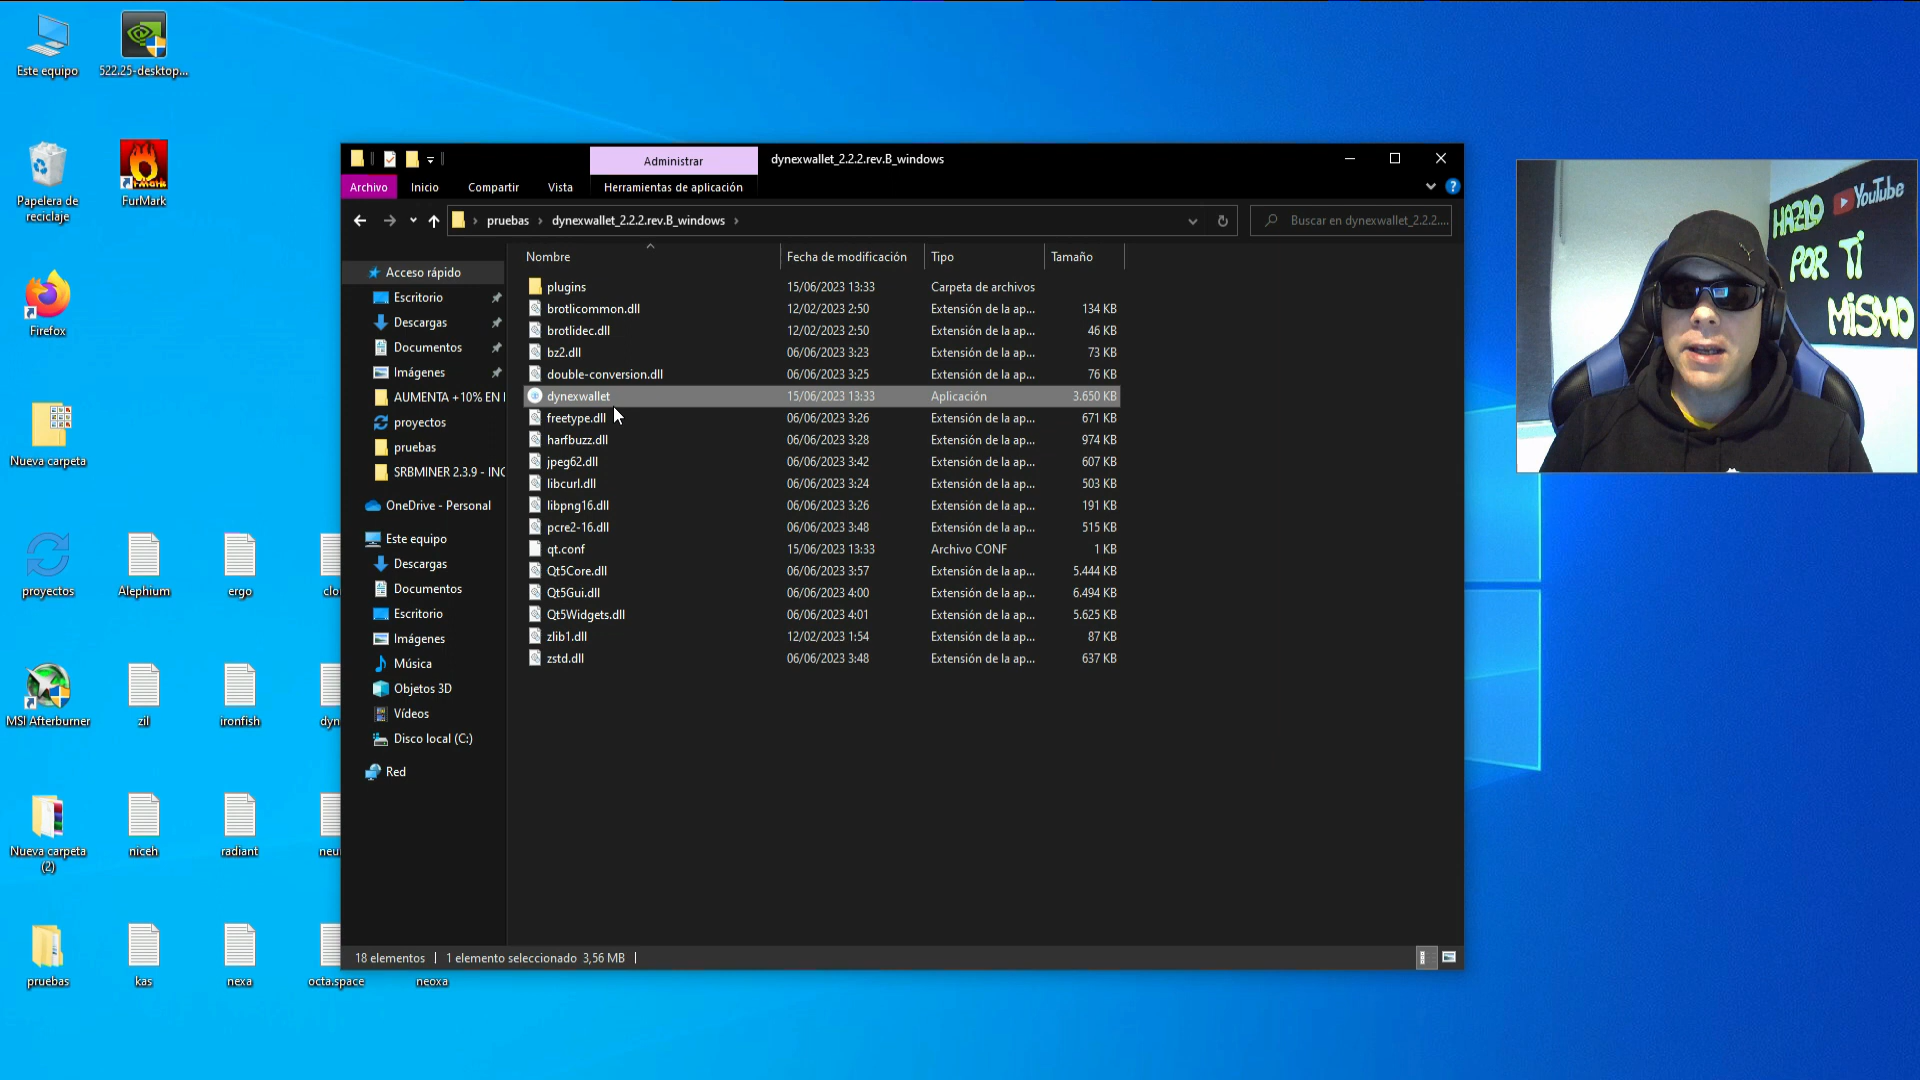 Este equipo
522.25-desktop...
Papelera de
reciclaje
FurMark
Firefox
Nueva carpeta
proyectos
Alephium
ergo
clo
MSI Afterburner
zil
ironfish
dyn
Nueva carpeta
(2)
niceh
radiant
neu
pruebas
kas
nexa
octa.space
neoxa
Administrar
dynexwallet_2.2.2.rev.B_windows
Archivo
Inicio
Compartir
Vista
Herramientas de aplicación
pruebas
dynexwallet_2.2.2.rev.B_windows
Buscar en dynexwallet_2.2.2....
Acceso rápido
Escritorio
Descargas
Documentos
Imágenes
AUMENTA +10% EN
proyectos
pruebas
SRBMINER 2.3.9 - INC
OneDrive - Personal
Este equipo
Descargas
Documentos
Escritorio
Imágenes
Música
Objetos 3D
Vídeos
Disco local (C:)
Red
Nombre Fecha de modificación Tipo Tamaño
plugins 15/06/2023 13:33 Carpeta de archivos
brotlicommon.dll 12/02/2023 2:50 Extensión de la ap... 134 KB
brotlidec.dll 12/02/2023 2:50 Extensión de la ap... 46 KB
bz2.dll 06/06/2023 3:23 Extensión de la ap... 73 KB
double-conversion.dll 06/06/2023 3:25 Extensión de la ap... 76 KB
dynexwallet 15/06/2023 13:33 Aplicación 3.650 KB
freetype.dll 06/06/2023 3:26 Extensión de la ap... 671 KB
harfbuzz.dll 06/06/2023 3:28 Extensión de la ap... 974 KB
jpeg62.dll 06/06/2023 3:42 Extensión de la ap... 607 KB
libcurl.dll 06/06/2023 3:24 Extensión de la ap... 503 KB
libpng16.dll 06/06/2023 3:26 Extensión de la ap... 191 KB
pcre2-16.dll 06/06/2023 3:48 Extensión de la ap... 515 KB
qt.conf 15/06/2023 13:33 Archivo CONF 1 KB
Qt5Core.dll 06/06/2023 3:57 Extensión de la ap... 5.444 KB
Qt5Gui.dll 06/06/2023 4:00 Extensión de la ap... 6.494 KB
Qt5Widgets.dll 06/06/2023 4:01 Extensión de la ap... 5.625 KB
zlib1.dll 12/02/2023 1:54 Extensión de la ap... 87 KB
zstd.dll 06/06/2023 3:48 Extensión de la ap... 637 KB
18 elementos 1 elemento seleccionado 3,56 MB
YouTube
HAZLO
POR TI
MISMO